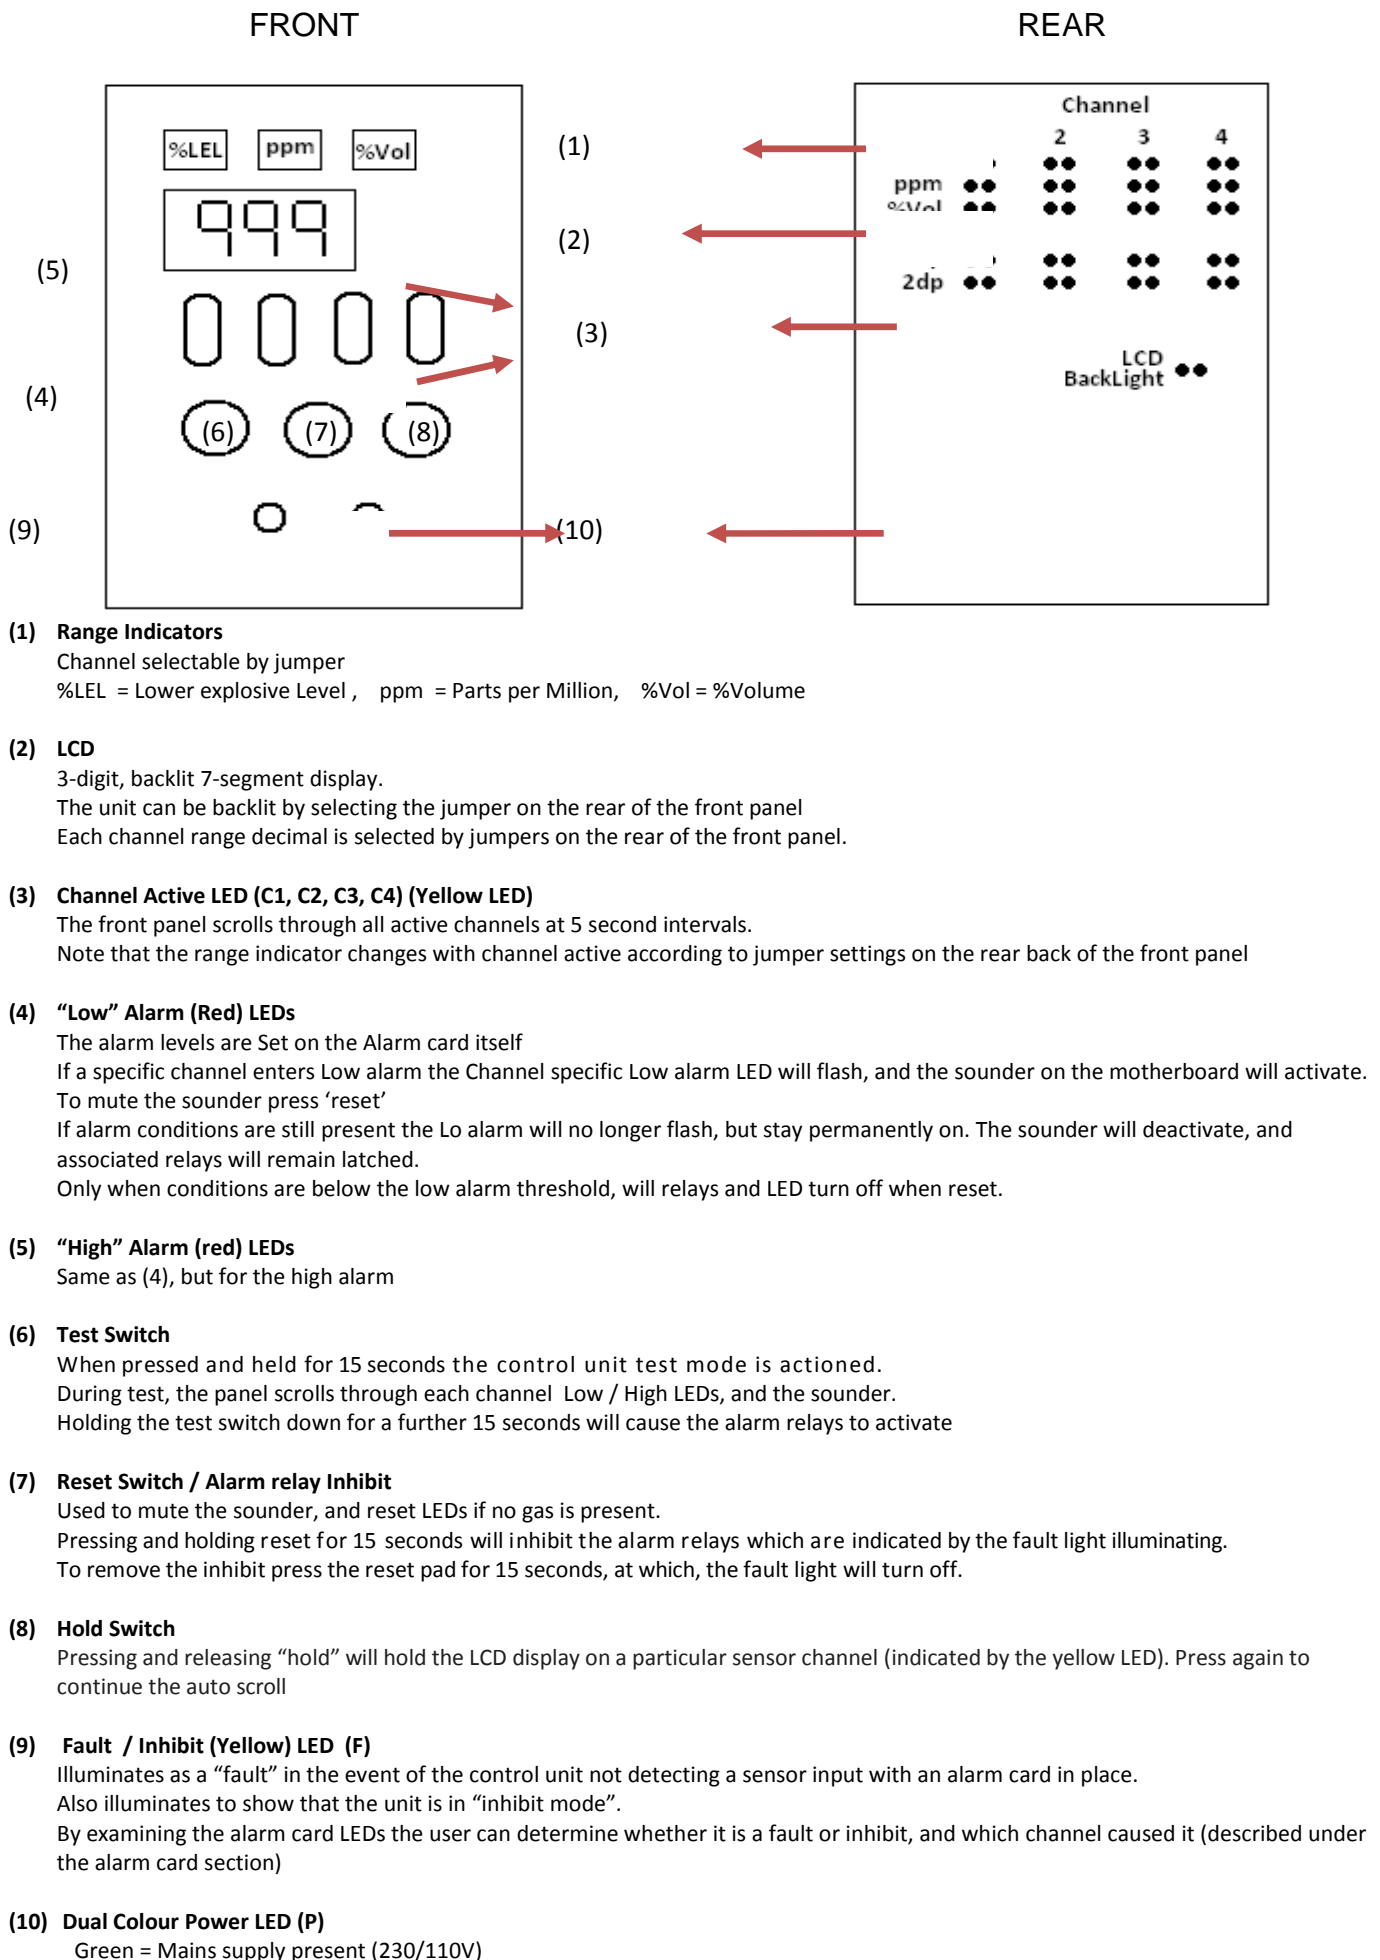 FRONT
REAR
%LEL ppm %Vol
999
(1)
(2)
(3)
(4)
(5)
(6) (7) (8)
(9)
(10)
Channel
2 3 4
ppm
%Vol
2dp
LCD
BackLight
(1) Range Indicators
Channel selectable by jumper
%LEL = Lower explosive Level , ppm = Parts per Million, %Vol = %Volume
(2) LCD
3-digit, backlit 7-segment display.
The unit can be backlit by selecting the jumper on the rear of the front panel
Each channel range decimal is selected by jumpers on the rear of the front panel.
(3) Channel Active LED (C1, C2, C3, C4) (Yellow LED)
The front panel scrolls through all active channels at 5 second intervals.
Note that the range indicator changes with channel active according to jumper settings on the rear back of the front panel
(4) “Low” Alarm (Red) LEDs
The alarm levels are Set on the Alarm card itself
If a specific channel enters Low alarm the Channel specific Low alarm LED will flash, and the sounder on the motherboard will activate.
To mute the sounder press ‘reset’
If alarm conditions are still present the Lo alarm will no longer flash, but stay permanently on. The sounder will deactivate, and
associated relays will remain latched.
Only when conditions are below the low alarm threshold, will relays and LED turn off when reset.
(5) “High” Alarm (red) LEDs
Same as (4), but for the high alarm
(6) Test Switch
When pressed and held for 15 seconds the control unit test mode is actioned.
During test, the panel scrolls through each channel Low / High LEDs, and the sounder.
Holding the test switch down for a further 15 seconds will cause the alarm relays to activate
(7) Reset Switch / Alarm relay Inhibit
Used to mute the sounder, and reset LEDs if no gas is present.
Pressing and holding reset for 15 seconds will inhibit the alarm relays which are indicated by the fault light illuminating.
To remove the inhibit press the reset pad for 15 seconds, at which, the fault light will turn off.
(8) Hold Switch
Pressing and releasing “hold” will hold the LCD display on a particular sensor channel (indicated by the yellow LED). Press again to
continue the auto scroll
(9) Fault / Inhibit (Yellow) LED (F)
Illuminates as a “fault” in the event of the control unit not detecting a sensor input with an alarm card in place.
Also illuminates to show that the unit is in “inhibit mode”.
By examining the alarm card LEDs the user can determine whether it is a fault or inhibit, and which channel caused it (described under
the alarm card section)
(10) Dual Colour Power LED (P)
Green = Mains supply present (230/110V)